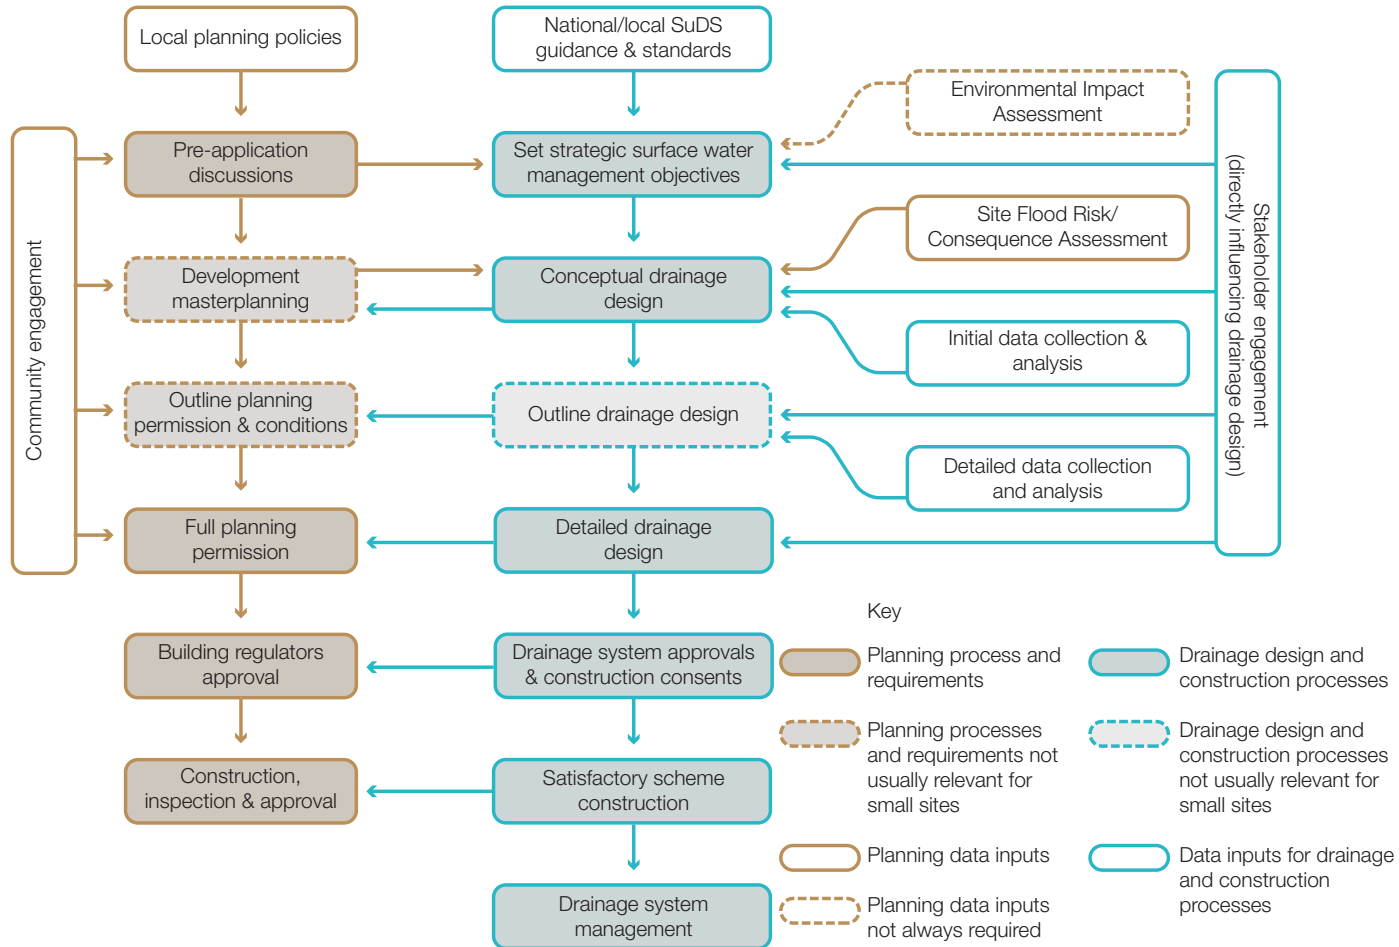 Local planning policies
National/local SuDS
guidance & standards
Environmental Impact
Assessment
Community engagement
Pre-application
discussions
Set strategic surface water
management objectives
Stakeholder engagement
(directly influencing drainage design)
Site Flood Risk/
Consequence Assessment
Development
masterplanning
Conceptual drainage
design
Initial data collection &
analysis
Outline planning
permission & conditions
Outline drainage design
Detailed data collection
and analysis
Full planning
permission
Detailed drainage
design
Building regulators
approval
Drainage system approvals
& construction consents
Construction,
inspection & approval
Satisfactory scheme
construction
Drainage system
management
Key
Planning process and
requirements
Drainage design and
construction processes
Planning processes
and requirements not
usually relevant for
small sites
Drainage design and
construction processes
not usually relevant for
small sites
Planning data inputs
Data inputs for drainage
and construction
processes
Planning data inputs
not always required